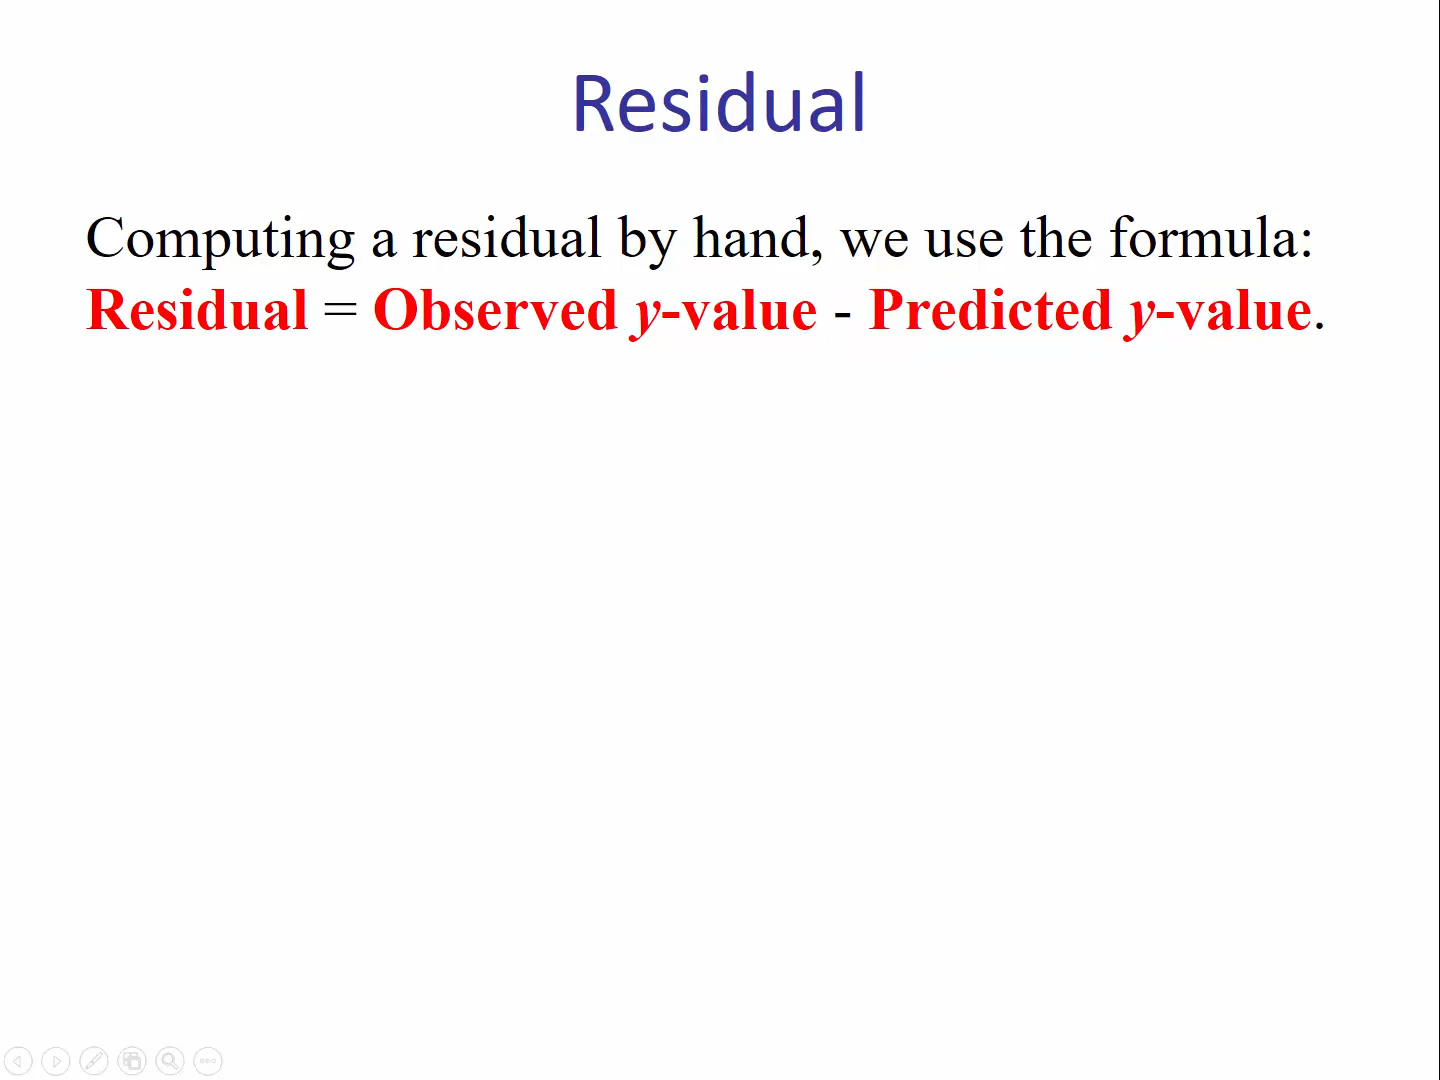 Residual
Computing a residual by hand, we use the formula:
Residual = Observed y-value - Predicted y-value.